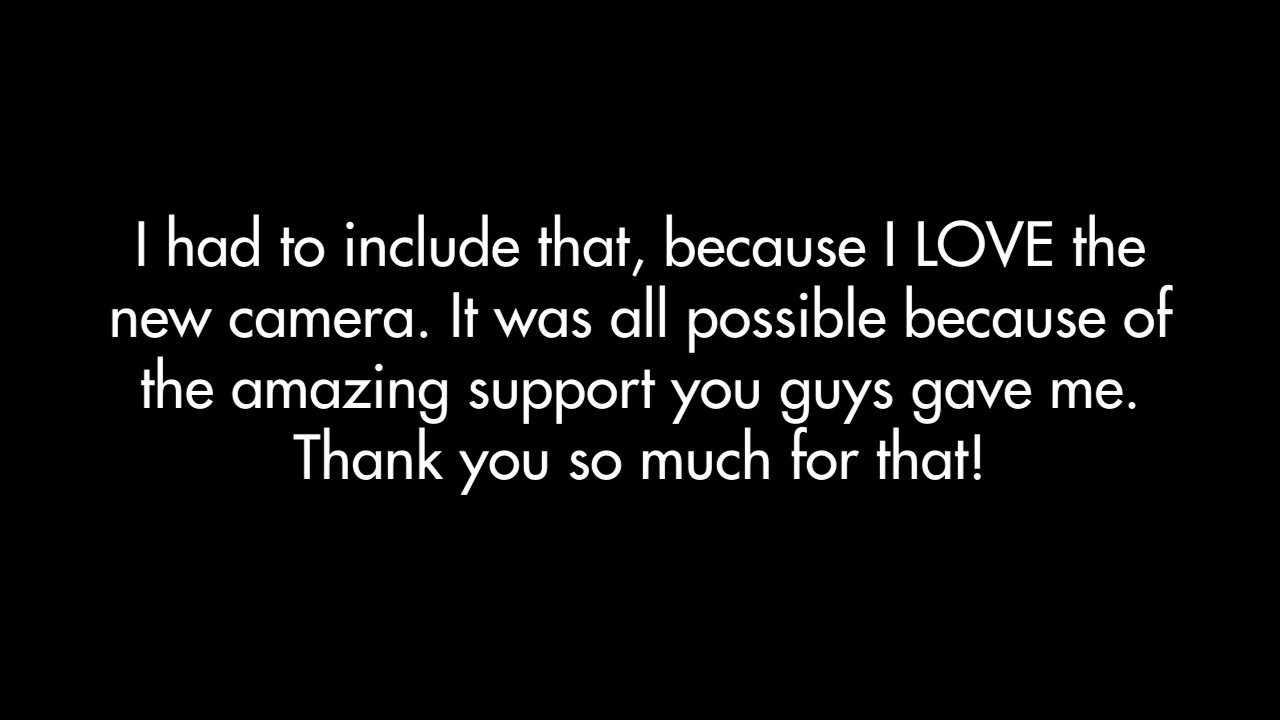 I had to include that, because I LOVE the
new camera. It was all possible because of
the amazing support you guys gave me.
Thank you so much for that!